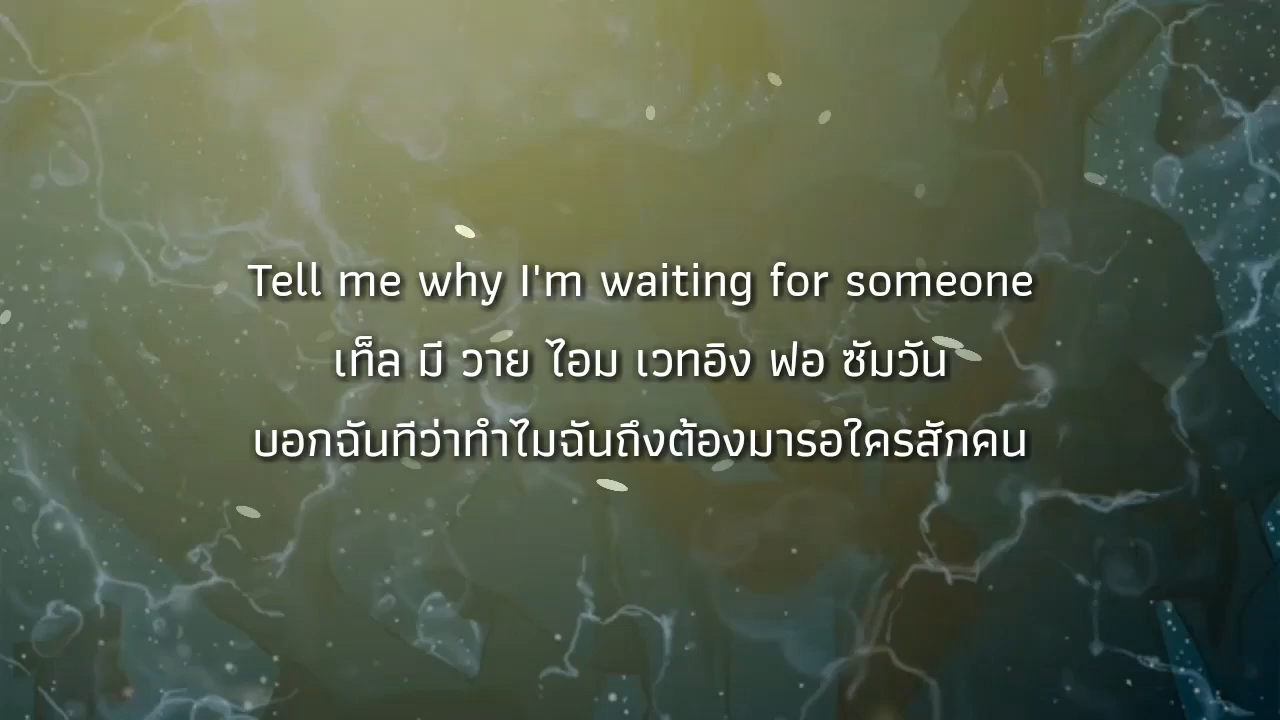 Tell me why I'm waiting for someone
เท็ล มี วาย ไอม เวทอิง ฟอ ซัมวัน
บอกฉันทีว่าทำไมฉันถึงต้องมารอใครสักคน